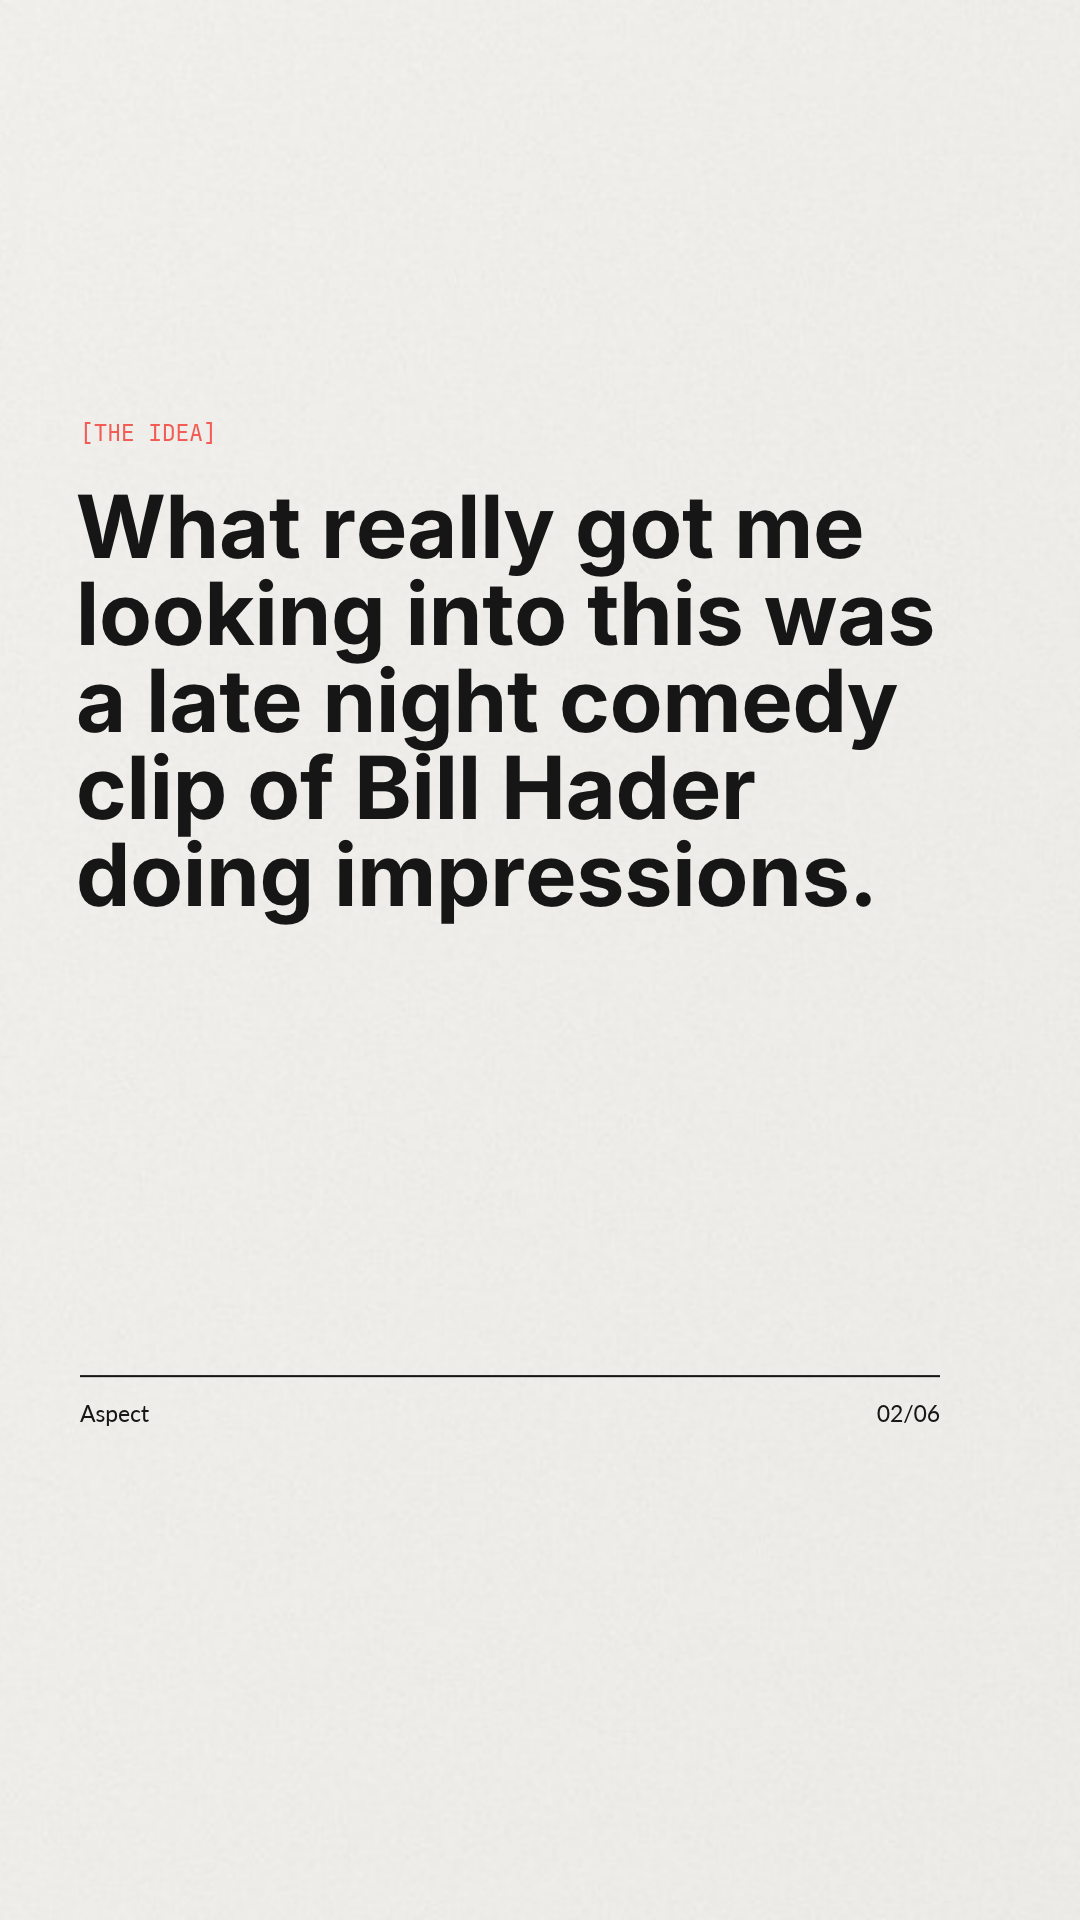 [THE IDEA]
What really got me
looking into this was
a late night comedy
clip of Bill Hader
doing impressions.
Aspect
02/06